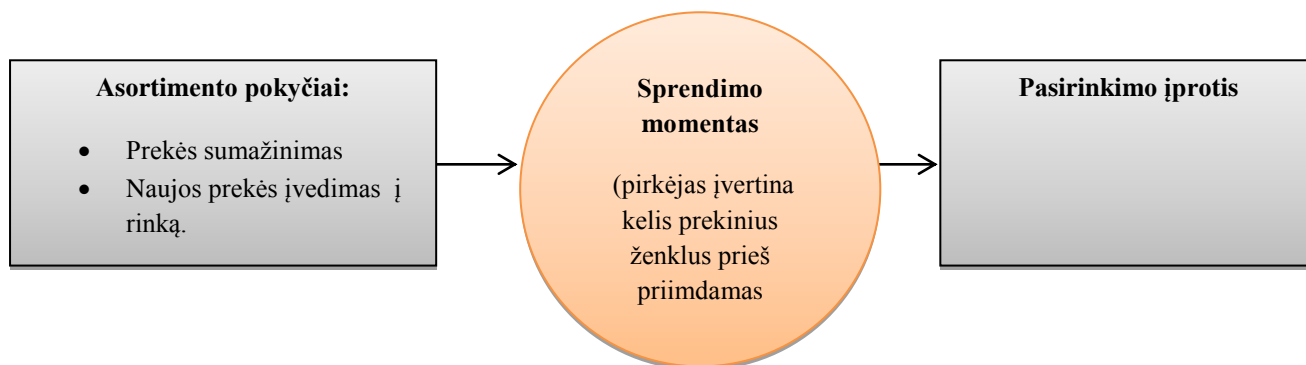 Asortimento pokyčiai:
• Prekės sumažinimas
• Naujos prekės įvedimas į
rinką.
Sprendimo
momentas
(pirkėjas įvertina
kelis prekinius
ženklus prieš
priimdamas
Pasirinkimo įprotis